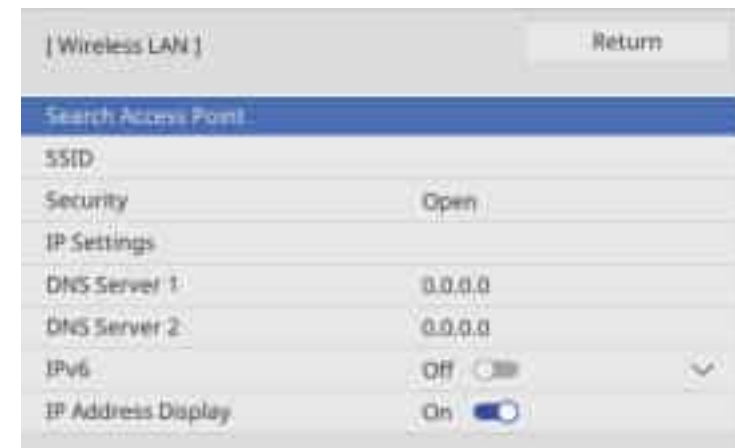 [ Wireless LAN ]
Return
Search Access Point
SSID
Security Open
IP Settings
DNS Server 1 0.0.0.0
DNS Server 2 0.0.0.0
IPv6 Off
IP Address Display On